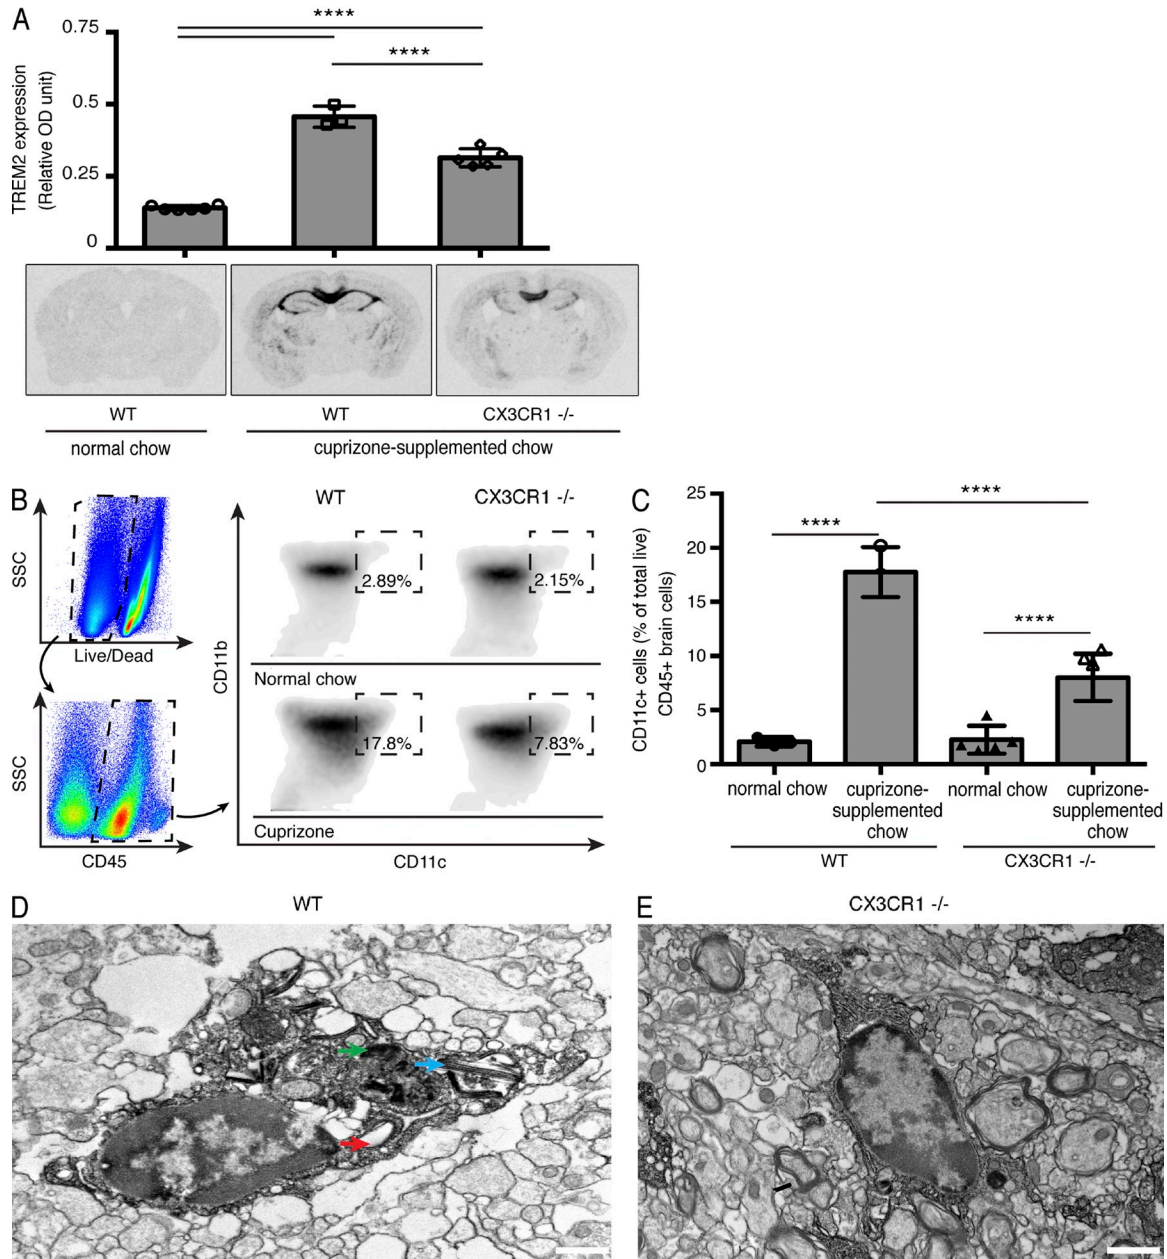 A
TREM2 expression
(Relative OD unit)
0.75
0.5
0.25
0
****
****
WT
WT
CX3CR1 -/-
normal chow
cuprizone-supplemented chow
B
SSC
Live/Dead
SSC
CD45
WT
CX3CR1 -/-
CD11b
2.89%
2.15%
Normal chow
17.8%
7.83%
Cuprizone
CD11c
C
CD11c+ cells (% of total live)
CD45+ brain cells)
25
20
15
10
5
0
****
****
****
normal chow
cuprizone-
supplemented
chow
normal chow
cuprizone-
supplemented
chow
WT
CX3CR1 -/-
D
WT
E
CX3CR1 -/-